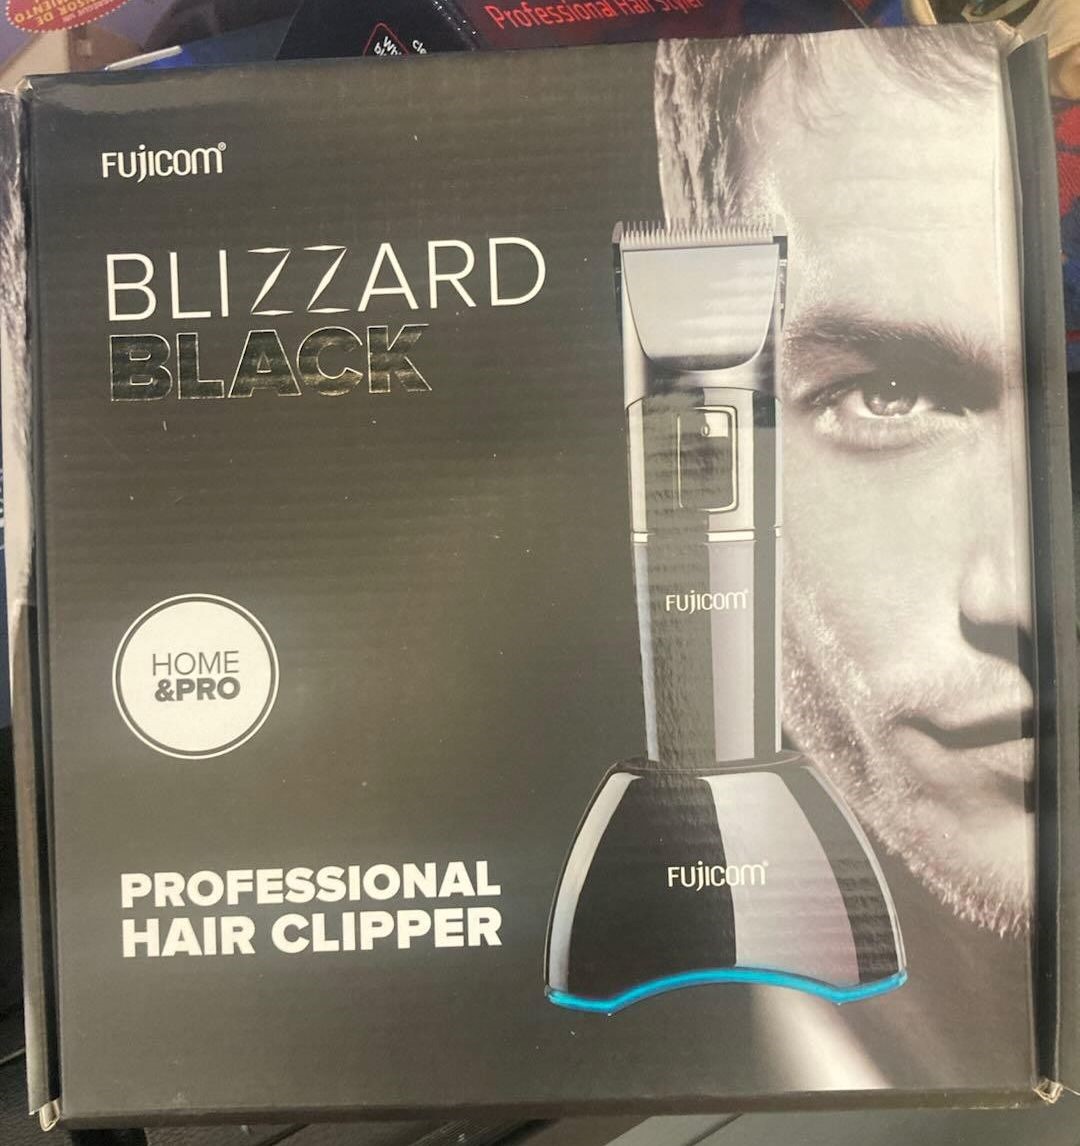 Professional Hair Styler
FUJICOM®
BLIZZARD
BLACK
FUJICOM®
HOME
&PRO
PROFESSIONAL
HAIR CLIPPER
FUJICOM®